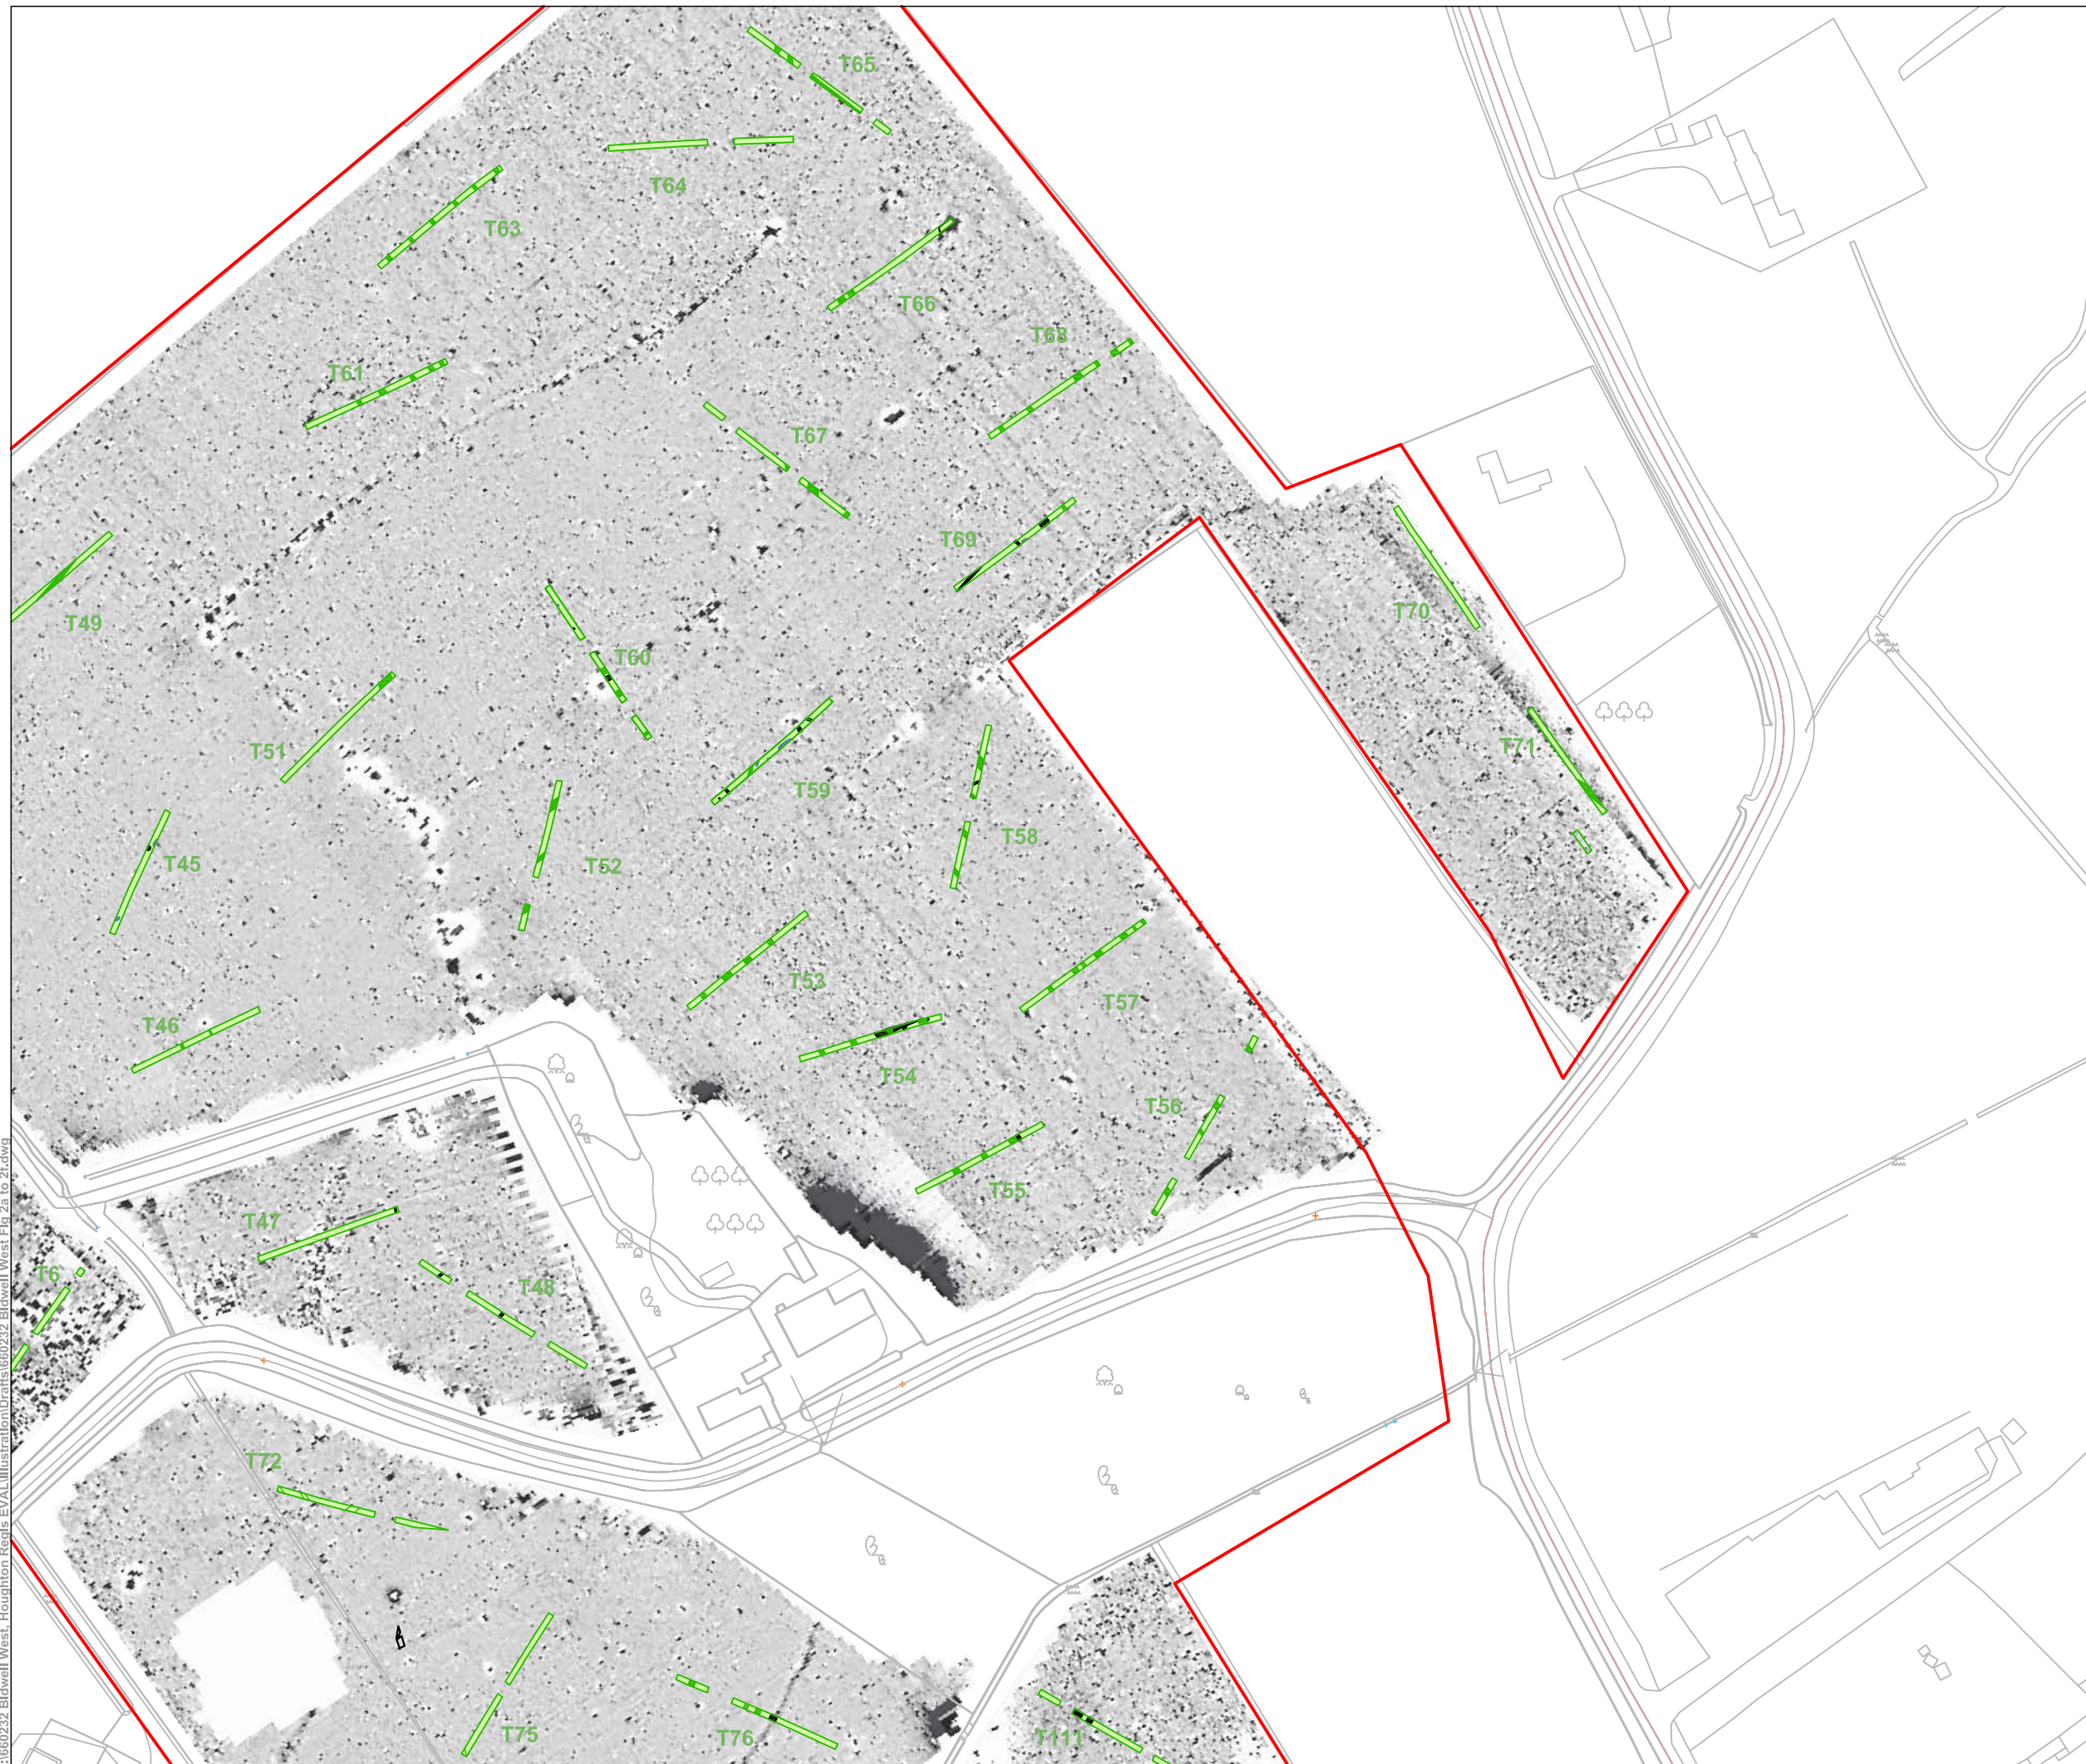 T65
T64
T63
T66
T68
T61
T67
T69
T49
T70
T60
T51
T71
T59
T58
T45
T52
T53
T57
T46
T54
T56
T55
T47
T6
T48
T72
T75
T76
T111
:\660232 Bidwell West, Houghton Regis EVAL\Illustration\Drafts\660232 Bidwell West Fig 2a to 2f.dwg